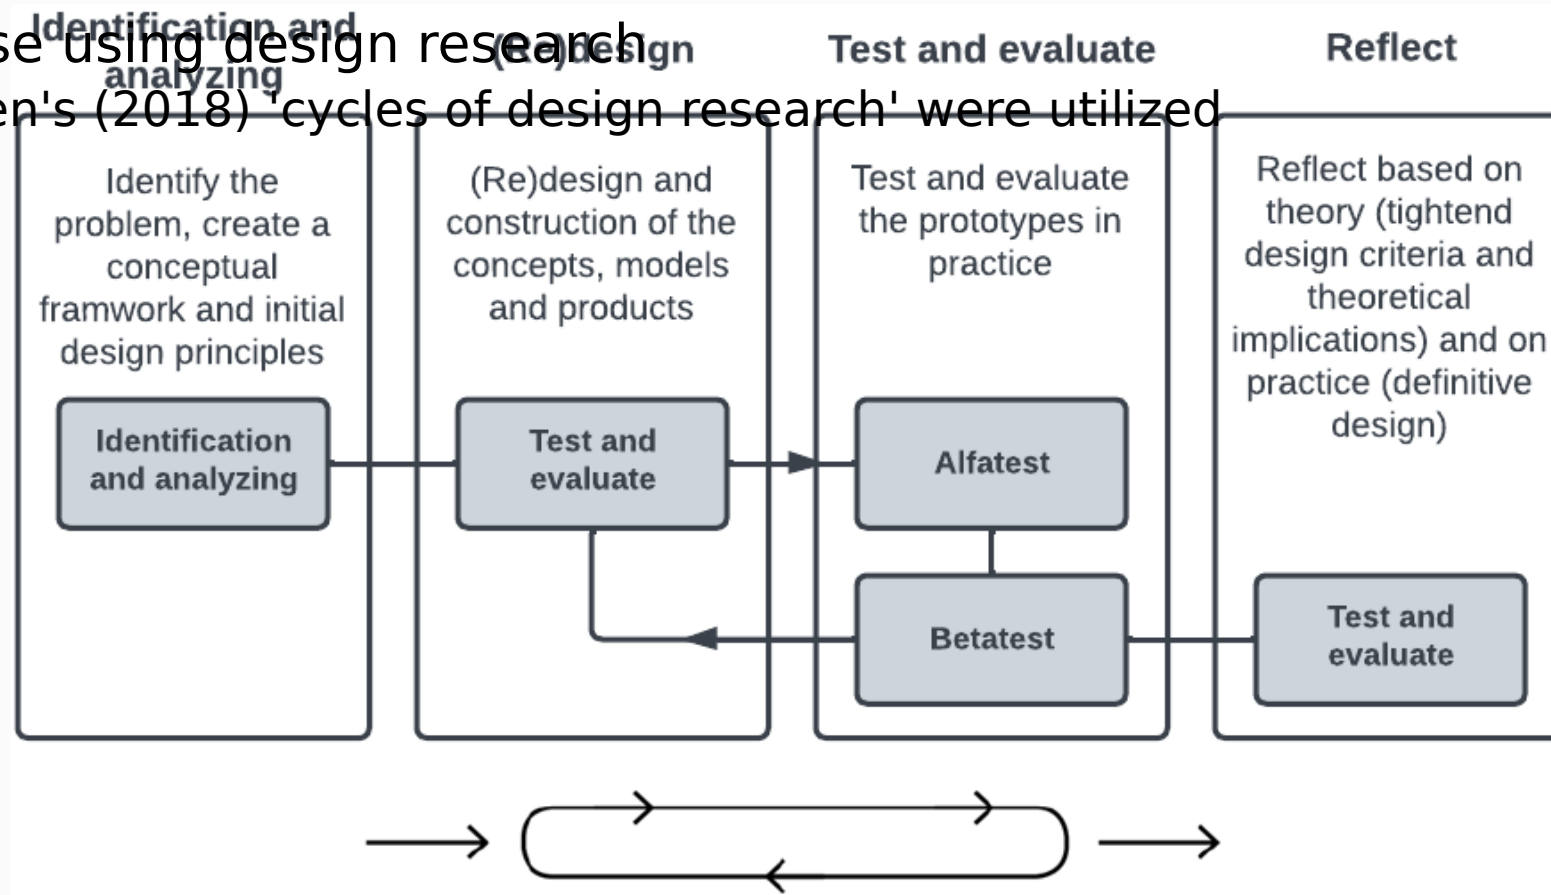 se using design research
en's (2018) 'cycles of design research' were utilized
Identification and
analyzing
(Re)design
Test and evaluate
Reflect
Identify the
problem, create a
conceptual
framwork and initial
design principles
Identification
and analyzing
(Re)design and
construction of the
concepts, models
and products
Test and
evaluate
Test and evaluate
the prototypes in
practice
Alfatest
Betatest
Reflect based on
theory (tightend
design criteria and
theoretical
implications) and on
practice (definitive
design)
Test and
evaluate